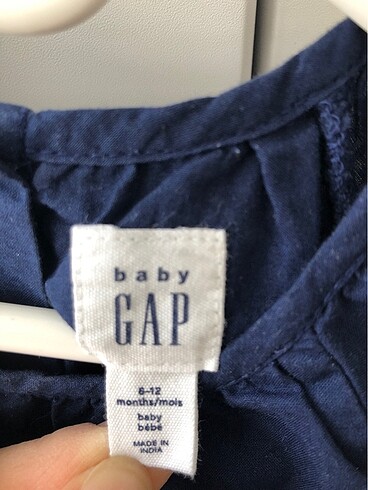 baby
GAP
6-12
months/mois
baby
bébé
MADE IN
INDIA